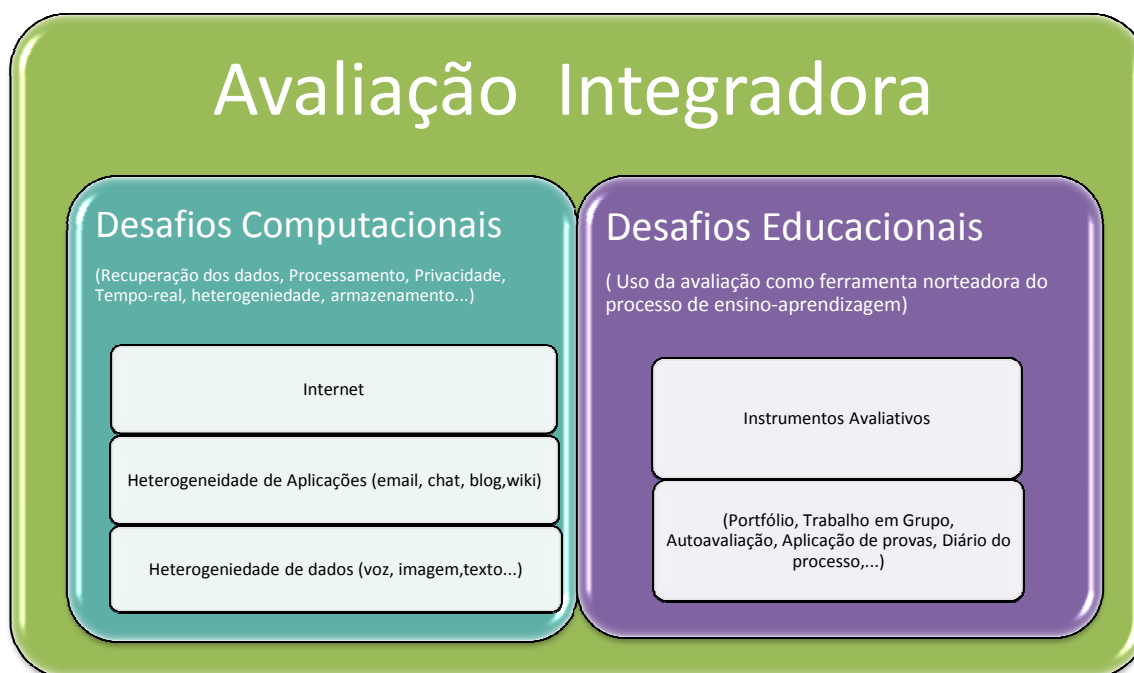 Avaliação Integradora
Desafios Computacionais
(Recuperação dos dados, Processamento, Privacidade,
Tempo-real, heterogeniedade, armazenamento...)
Internet
Heterogeneidade de Aplicações (email, chat, blog,wiki)
Heterogeniedade de dados (voz, imagem,texto...)
Desafios Educacionais
( Uso da avaliação como ferramenta norteadora do
processo de ensino-aprendizagem)
Instrumentos Avaliativos
(Portfólio, Trabalho em Grupo,
Autoavaliação, Aplicação de provas, Diário do
processo,...)